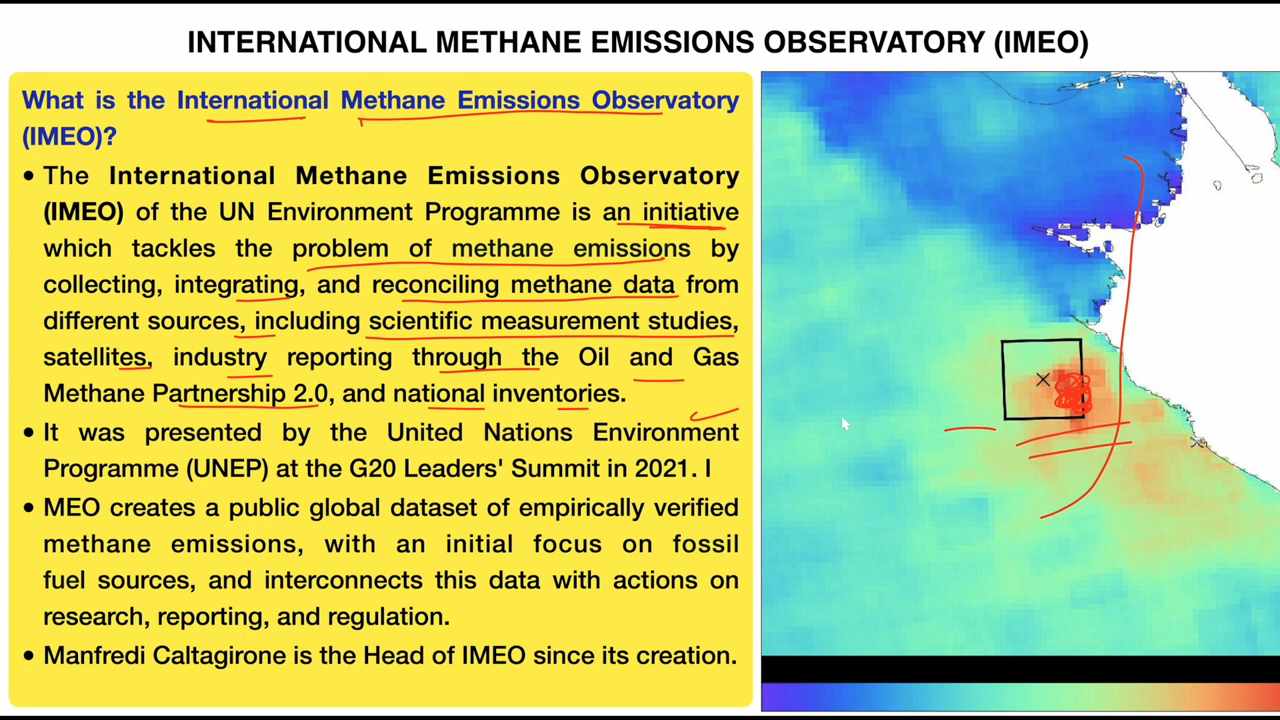 INTERNATIONAL METHANE EMISSIONS OBSERVATORY (IMEO)
What is the International Methane Emissions Observatory
(IMEO)?
• The International Methane Emissions Observatory
(IMEO) of the UN Environment Programme is an initiative
which tackles the problem of methane emissions by
collecting, integrating, and reconciling methane data from
different sources, including scientific measurement studies,
satellites, industry reporting through the Oil and Gas
Methane Partnership 2.0, and national inventories.
• It was presented by the United Nations Environment
Programme (UNEP) at the G20 Leaders' Summit in 2021. I
• MEO creates a public global dataset of empirically verified
methane emissions, with an initial focus on fossil
fuel sources, and interconnects this data with actions on
research, reporting, and regulation.
• Manfredi Caltagirone is the Head of IMEO since its creation.